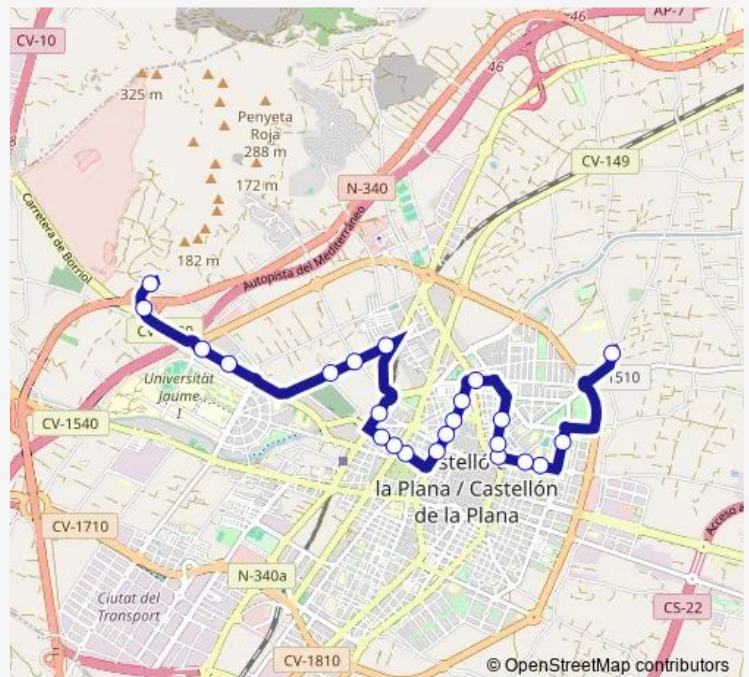 AP-7
CV-10
46
325 m
46
Penyeta
Roja
288 m
CV-149
N-340
172 m
Carretera de Borriol
Autopista del Mediterráneo
182 m
Universitat
Jaume
I
1510
CV-1540
stelló
la Plana / Castellón
de la Plana
CV-1710
Acceso a
N-340a
Ciutat del
Transport
CS-22
CV-1810
© OpenStreetMap contributors